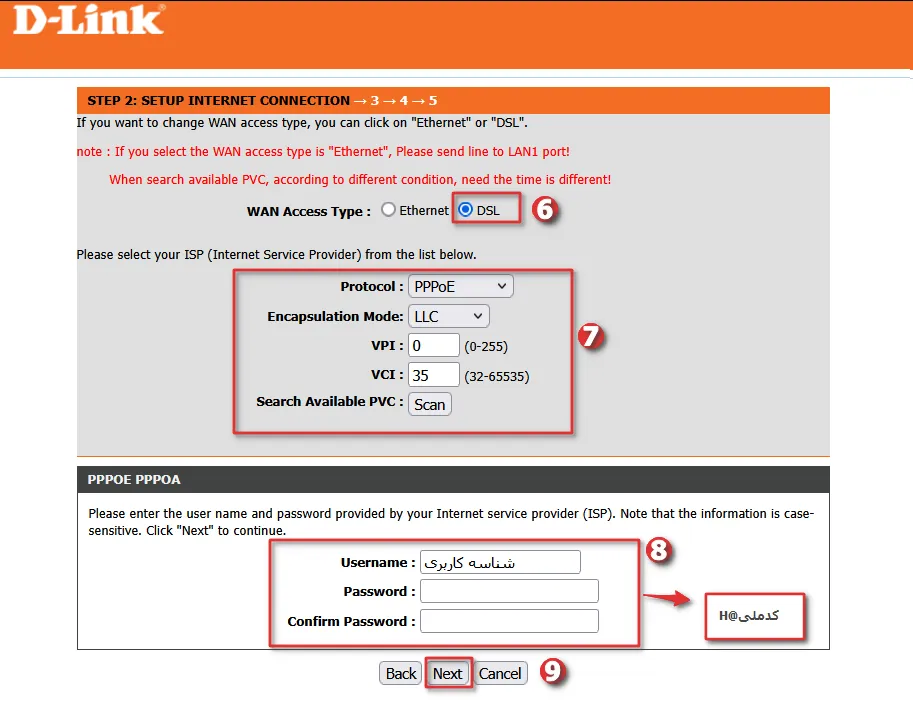 D-Link
STEP 2: SETUP INTERNET CONNECTION → 3 → 4 → 5
If you want to change WAN access type, you can click on "Ethernet" or "DSL".
note : If you select the WAN access type is "Ethernet", Please send line to LAN1 port!
When search available PVC, according to different condition, need the time is different!
WAN Access Type : Ethernet DSL 6
Please select your ISP (Internet Service Provider) from the list below.
Protocol : PPPoE
Encapsulation Mode: LLC
7
VPI : 0 (0-255)
VCI : 35 (32-65535)
Search Available PVC : Scan
PPPOE PPPOA
Please enter the user name and password provided by your Internet service provider (ISP). Note that the information is case-
sensitive. Click "Next" to continue.
8
Username : شناسه کاربری
Password :
کدملی@H
Confirm Password :
Back Next Cancel 9